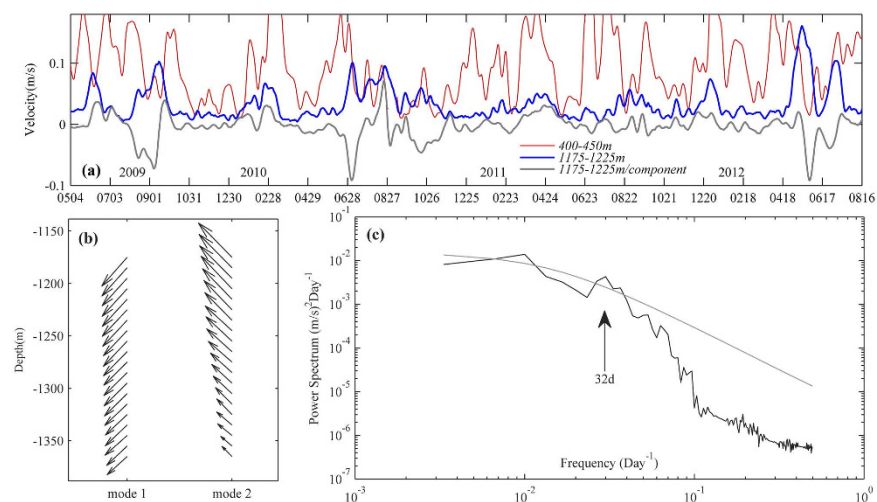 0.1
0
-0.1
Velocity(m/s)
(a)
2009
2010
2011
2012
400-450m
1175-1225m
1175-1225m/component
0504 0703 0901 1031 1230 0228 0429 0628 0827 1026 1225 0223 0424 0623 0822 1021 1220 0218 0418 0617 0816
(b)
-1150
-1200
-1250
-1300
-1350
Depth(m)
mode 1 mode 2
(c)
10-1
10-2
10-3
10-4
10-5
10-6
10-7
Power Spectrum (m/s)2Day-1
32d
Frequency (Day-1)
10-3 10-2 10-1 100